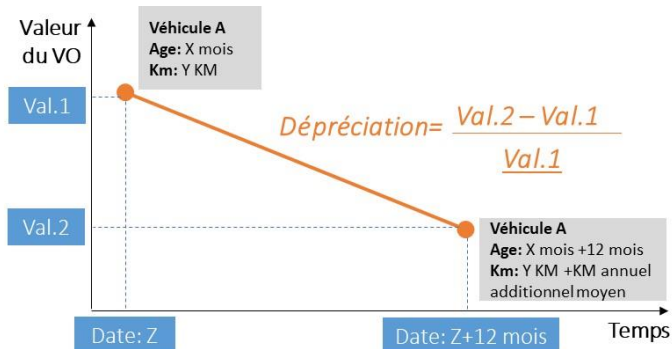 Valeur
du VO
Véhicule A
Age: X mois
Km: Y KM
Val.1
Dépréciation= Val.2 – Val.1
Val.1
Val.2
Véhicule A
Age: X mois +12 mois
Km: Y KM +KM annuel
additionnel moyen
Date: Z
Date: Z+12 mois
Temps